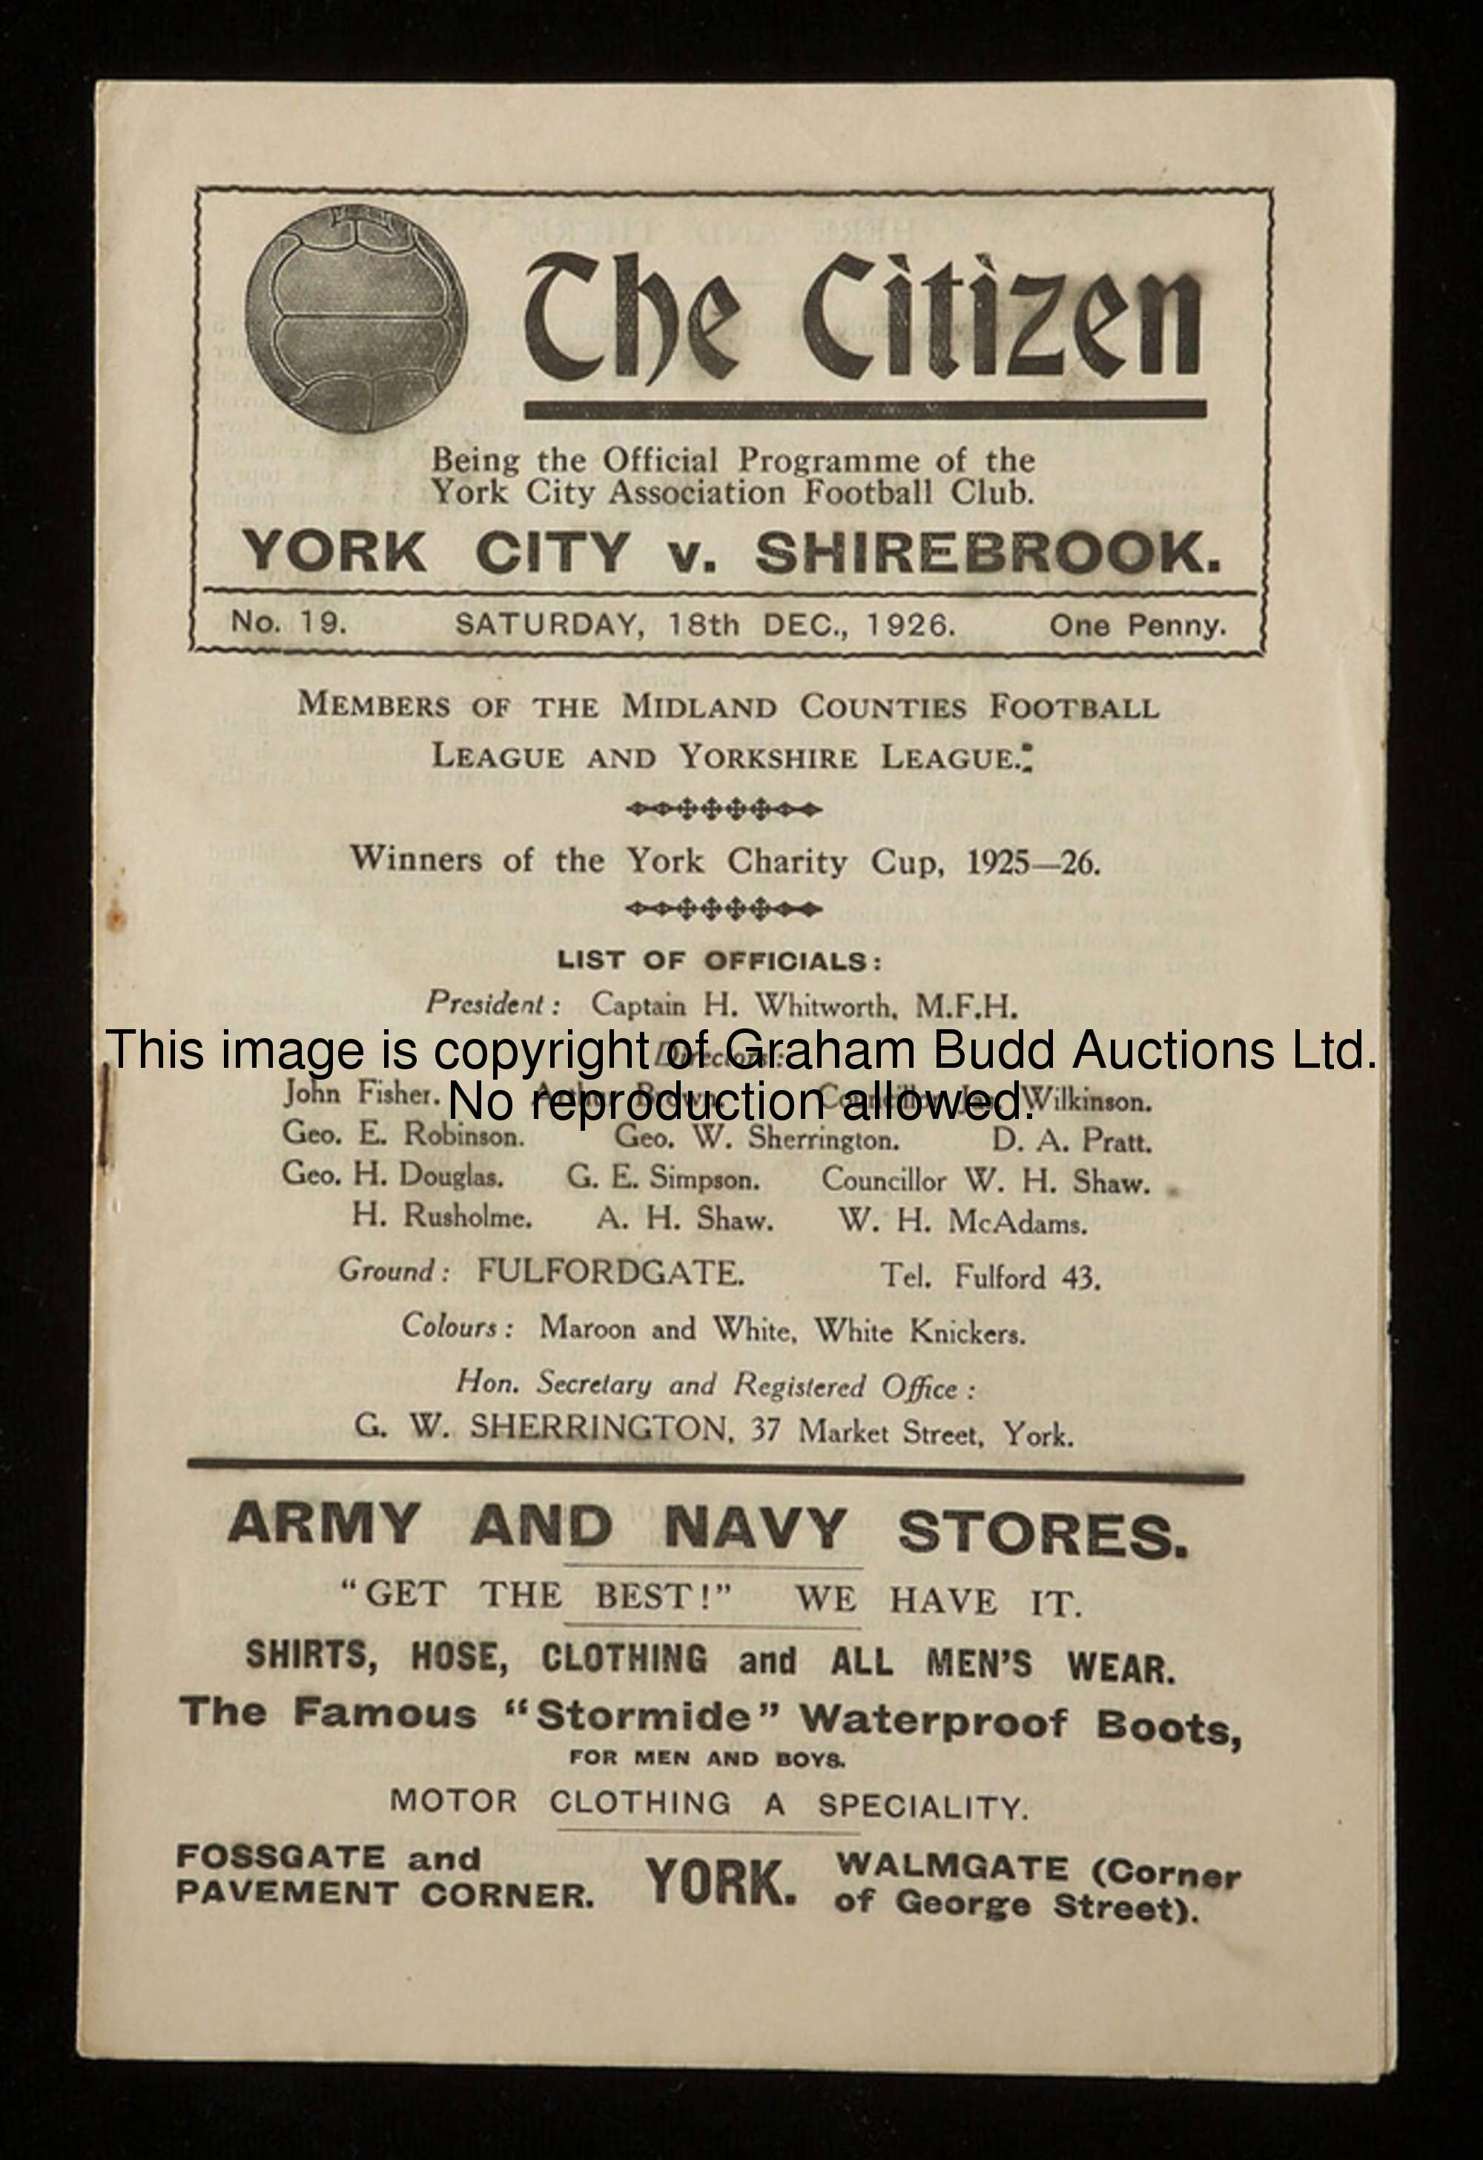 The Citizen
Being the Official Programme of the
York City Association Football Club.
YORK CITY v. SHIREBROOK.
No. 19. SATURDAY, 18th DEC., 1926. One Penny.
MEMBERS OF THE MIDLAND COUNTIES FOOTBALL
LEAGUE AND YORKSHIRE LEAGUE.
Winners of the York Charity Cup, 1925—26.
LIST OF OFFICIALS:
President: Captain H. Whitworth, M.F.H.
Directors:
This image is copyright of Graham Budd Auctions Ltd.
John Fisher. Arthur Brown. Councillor Jas. Wilkinson.
No reproduction allowed.
Geo. E. Robinson. Geo. W. Sherrington. D. A. Pratt.
Geo. H. Douglas. G. E. Simpson. Councillor W. H. Shaw.
H. Rusholme. A. H. Shaw. W. H. McAdams.
Ground: FULFORDGATE. Tel. Fulford 43.
Colours: Maroon and White, White Knickers.
Hon. Secretary and Registered Office:
G. W. SHERRINGTON, 37 Market Street, York.
ARMY AND NAVY STORES.
"GET THE BEST!" WE HAVE IT.
SHIRTS, HOSE, CLOTHING and ALL MEN'S WEAR.
The Famous "Stormide" Waterproof Boots,
FOR MEN AND BOYS.
MOTOR CLOTHING A SPECIALITY.
FOSSGATE and
PAVEMENT CORNER.
YORK.
WALMGATE (Corner
of George Street).